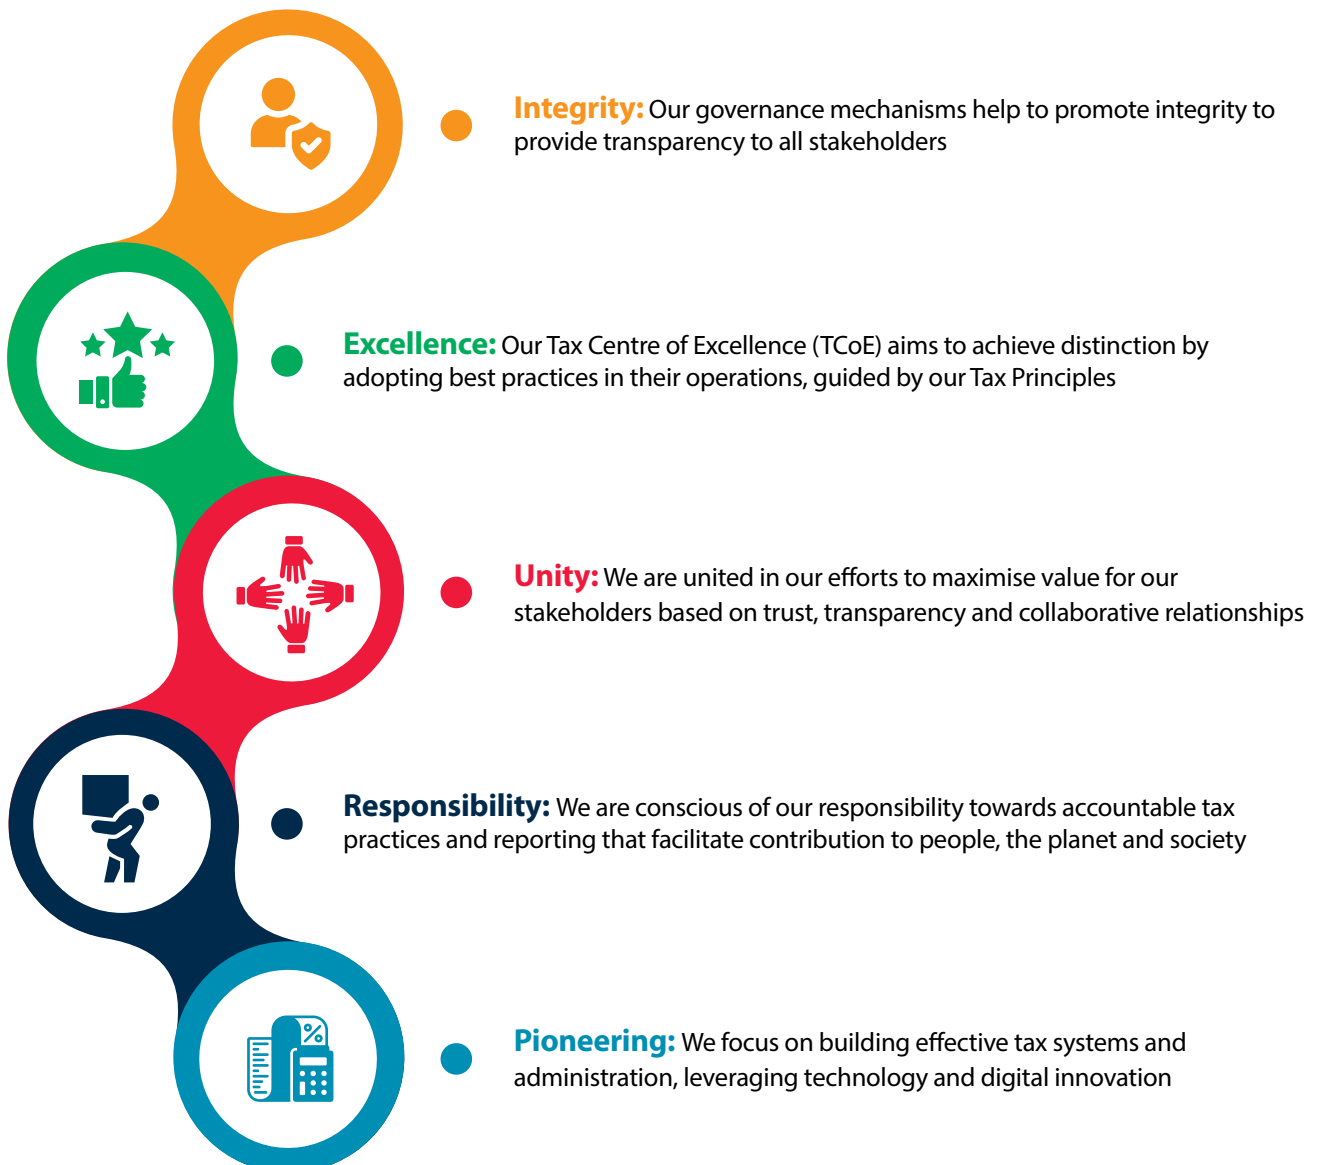 Integrity: Our governance mechanisms help to promote integrity to
provide transparency to all stakeholders
Excellence: Our Tax Centre of Excellence (TCoE) aims to achieve distinction by
adopting best practices in their operations, guided by our Tax Principles
Unity: We are united in our efforts to maximise value for our
stakeholders based on trust, transparency and collaborative relationships
Responsibility: We are conscious of our responsibility towards accountable tax
practices and reporting that facilitate contribution to people, the planet and society
%
Pioneering: We focus on building effective tax systems and
administration, leveraging technology and digital innovation